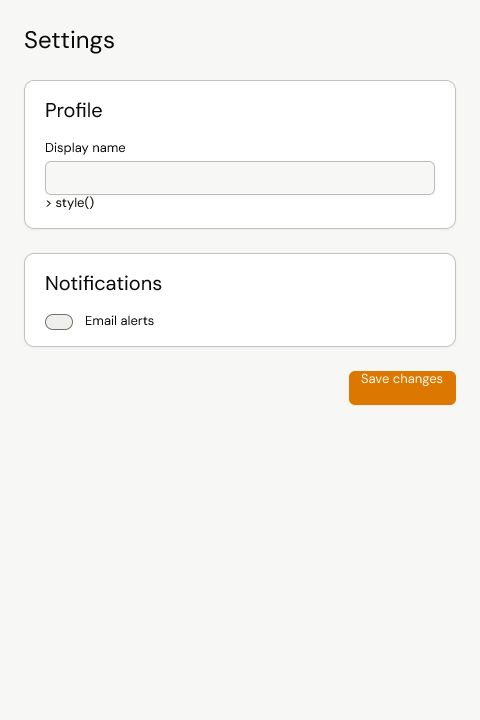 Settings
Profile
Display name
> style()
Notifications
Email alerts
Save changes